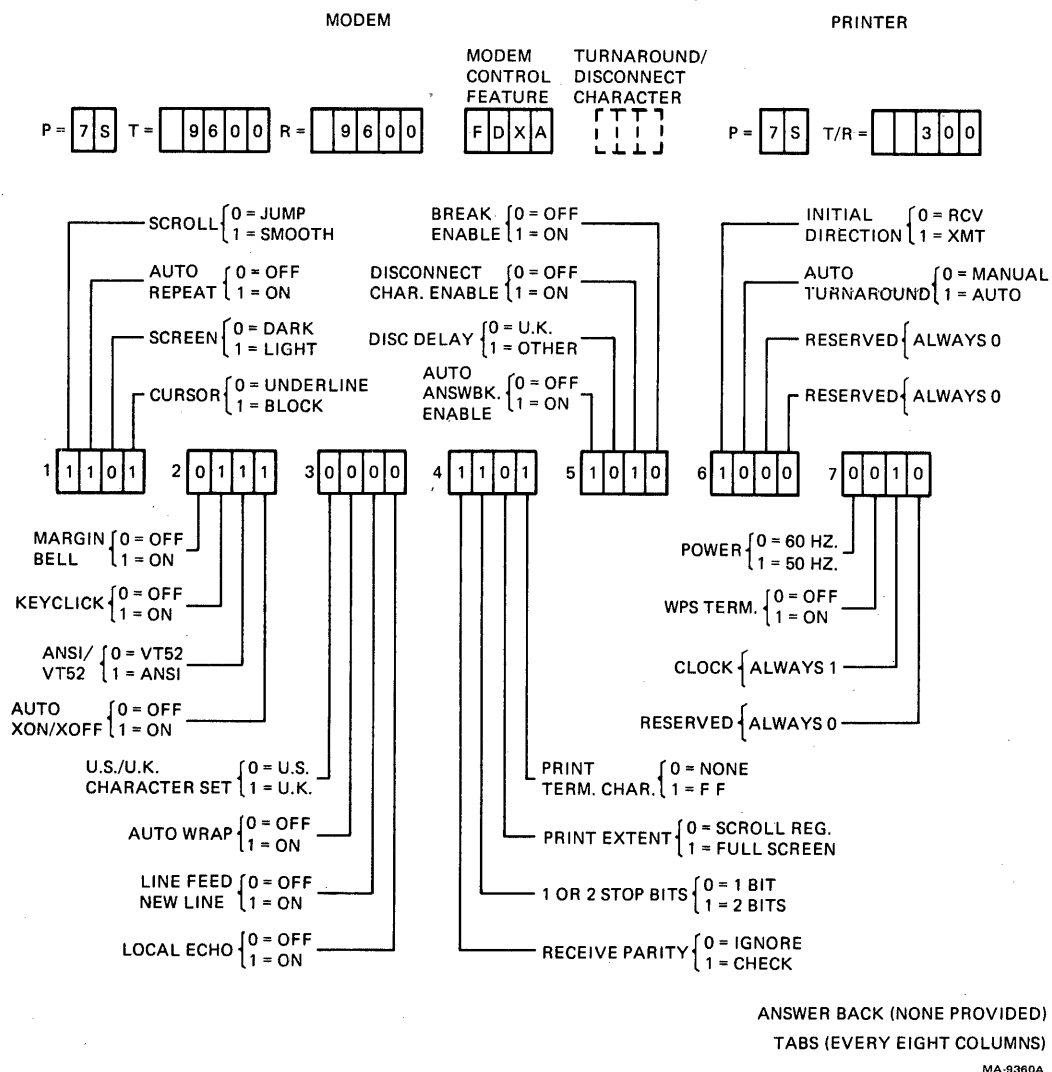 MODEM PRINTER
MODEM CONTROL FEATURE
TURNAROUND/ DISCONNECT CHARACTER
P = 7 S T = 9 6 0 0 R = 9 6 0 0 F D X A P = 7 S T/R = 3 0 0
SCROLL 0 = JUMP 1 = SMOOTH
AUTO REPEAT 0 = OFF 1 = ON
SCREEN 0 = DARK 1 = LIGHT
CURSOR 0 = UNDERLINE 1 = BLOCK
BREAK ENABLE 0 = OFF 1 = ON
DISCONNECT CHAR. ENABLE 0 = OFF 1 = ON
DISC DELAY 0 = U.K. 1 = OTHER
AUTO ANSWBK. ENABLE 0 = OFF 1 = ON
INITIAL DIRECTION 0 = RCV 1 = XMT
AUTO TURNAROUND 0 = MANUAL 1 = AUTO
RESERVED ALWAYS 0
RESERVED ALWAYS 0
1 1 1 0 1 2 0 1 1 1 3 0 0 0 0 4 1 1 0 1 5 1 0 1 0 6 1 0 0 0 7 0 0 1 0
MARGIN BELL 0 = OFF 1 = ON
KEYCLICK 0 = OFF 1 = ON
ANSI/ VT52 0 = VT52 1 = ANSI
AUTO XON/XOFF 0 = OFF 1 = ON
U.S./U.K. CHARACTER SET 0 = U.S. 1 = U.K.
AUTO WRAP 0 = OFF 1 = ON
LINE FEED NEW LINE 0 = OFF 1 = ON
LOCAL ECHO 0 = OFF 1 = ON
POWER 0 = 60 HZ. 1 = 50 HZ.
WPS TERM. 0 = OFF 1 = ON
CLOCK ALWAYS 1
RESERVED ALWAYS 0
PRINT TERM. CHAR. 0 = NONE 1 = F F
PRINT EXTENT 0 = SCROLL REG. 1 = FULL SCREEN
1 OR 2 STOP BITS 0 = 1 BIT 1 = 2 BITS
RECEIVE PARITY 0 = IGNORE 1 = CHECK
ANSWER BACK (NONE PROVIDED)
TABS (EVERY EIGHT COLUMNS)
MA-9360A